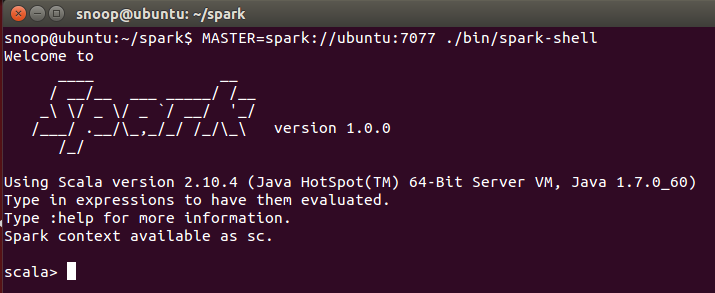 snoop@ubuntu: ~/spark
snoop@ubuntu:~/spark$ MASTER=spark://ubuntu:7077 ./bin/spark-shell
Welcome to
      ____              __
     / __/__  ___ _____/ /__
    _\ \/ _ \/ _ `/ __/  '_/
   /___/ .__/\_,_/_/ /_/\_\   version 1.0.0
      /_/
Using Scala version 2.10.4 (Java HotSpot(TM) 64-Bit Server VM, Java 1.7.0_60)
Type in expressions to have them evaluated.
Type :help for more information.
Spark context available as sc.
scala>